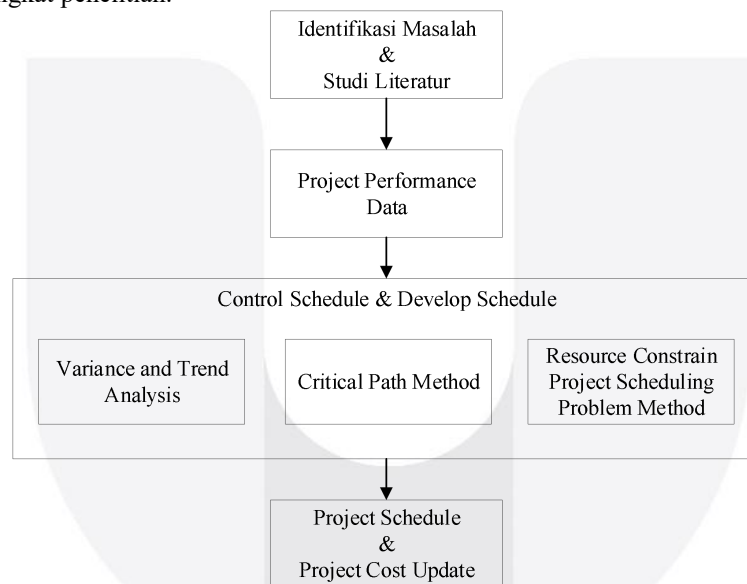 penelitian.
Identifikasi Masalah
&
Studi Literatur
Project Performance
Data
Control Schedule & Develop Schedule
Variance and Trend
Analysis
Critical Path Method
Resource Constrain
Project Scheduling
Problem Method
Project Schedule
&
Project Cost Update